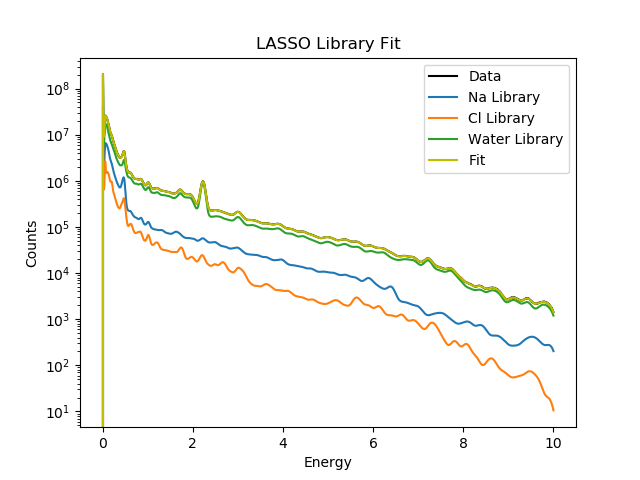 LASSO Library Fit
Data
Na Library
Cl Library
Water Library
Fit
Counts
10^8
10^7
10^6
10^5
10^4
10^3
10^2
10^1
0 2 4 6 8 10
Energy